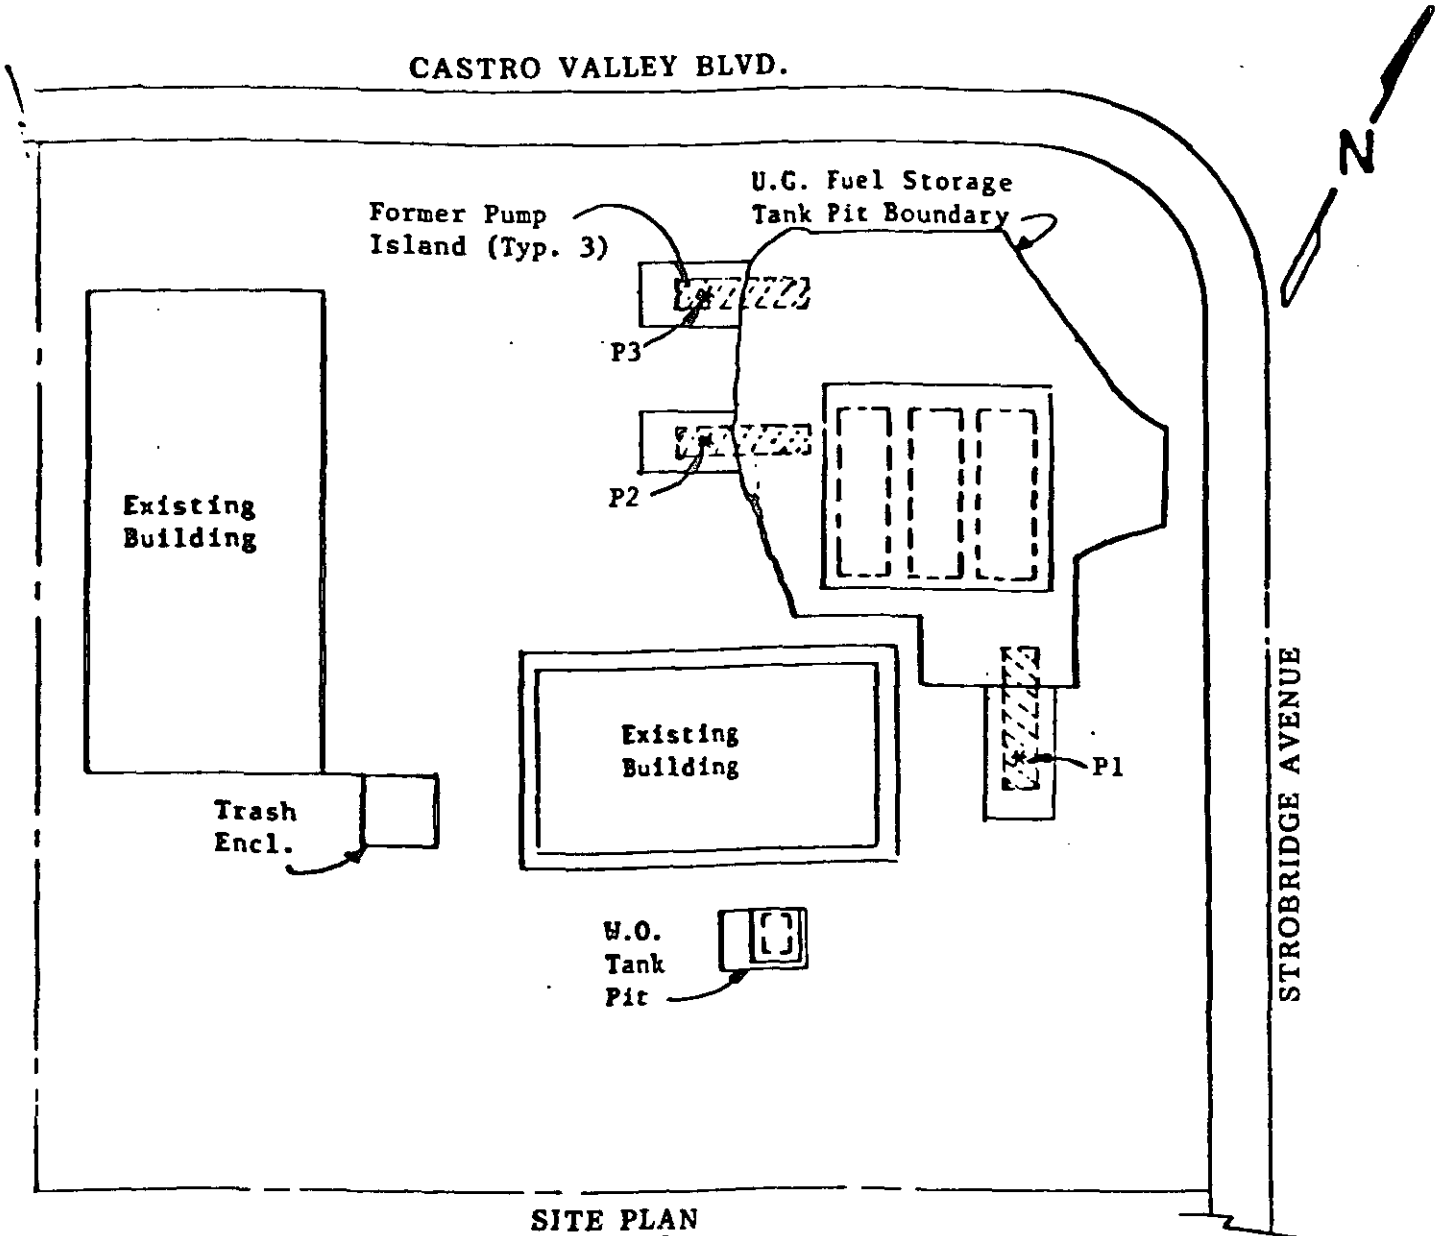 CASTRO VALLEY BLVD.
N
U.G. Fuel Storage
Tank Pit Boundary
Former Pump
Island (Typ. 3)
P3
P2
Existing
Building
Existing
Building
P1
Trash
Encl.
W.O.
Tank
Pit
STROBRIDGE AVENUE
SITE PLAN